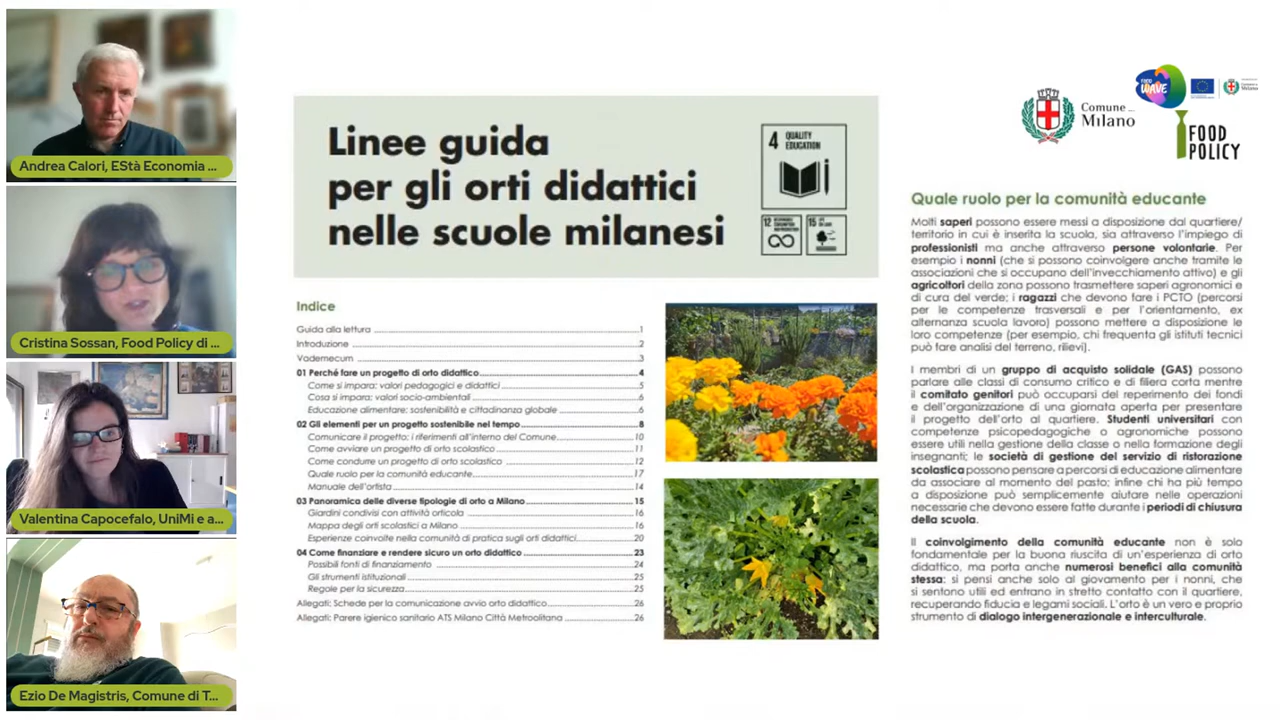 Andrea Calori, EStà Economia ...
Cristina Sossan, Food Policy di ...
Valentina Capocefalo, UniMi e a...
Ezio De Magistris, Comune di T...
Linee guida
per gli orti didattici
nelle scuole milanesi
4 QUALITY
EDUCATION
12
15
Indice
Guida alla lettura 1
Introduzione 2
Vademecum 3
01 Perché fare un progetto di orto didattico 4
Come si impara: valori pedagogici e didattici 5
Cosa si impara: valori socio-ambientali 6
Educazione alimentare: sostenibilità e cittadinanza globale 6
02 Gli elementi per un progetto sostenibile nel tempo 8
Comunicare il progetto: i riferimenti all'interno del Comune 10
Come avviare un progetto di orto scolastico 11
Come condurre un progetto di orto scolastico 12
Quale ruolo per la comunità educante 17
Manuale dell'ortista 14
03 Panoramica delle diverse tipologie di orto a Milano 15
Giardini condivisi con attività orticola 16
Mappa degli orti scolastici a Milano 16
Esperienze coinvolte nella comunità di pratica sugli orti didattici 20
04 Come finanziare e rendere sicuro un orto didattico 23
Possibili fonti di finanziamento 24
Gli strumenti istituzionali 25
Regole per la sicurezza 25
Allegati: Schede per la comunicazione avvio orto didattico 26
Allegati: Parere igienico sanitario ATS Milano Città Metropolitana 26
Comune
Milano
WAVE
FOOD
POLICY
Quale ruolo per la comunità educante
Molti saperi possono essere messi a disposizione dal quartiere/
territorio in cui è inserita la scuola, sia attraverso l'impiego di
professionisti ma anche attraverso persone volontarie. Per
esempio i nonni (che si possono coinvolgere anche tramite le
associazioni che si occupano dell'invecchiamento attivo) e gli
agricoltori della zona possono trasmettere saperi agronomici e
di cura del verde; i ragazzi che devono fare i PCTO (percorsi
per le competenze trasversali e per l'orientamento, ex
alternanza scuola lavoro) possono mettere a disposizione le
loro competenze (per esempio, chi frequenta gli istituti tecnici
può fare analisi del terreno, rilievi).
I membri di un gruppo di acquisto solidale (GAS) possono
parlare alle classi di consumo critico e di filiera corta mentre
il comitato genitori può occuparsi del reperimento dei fondi
e dell'organizzazione di una giornata aperta per presentare
il progetto dell'orto al quartiere. Studenti universitari con
competenze psicopedagogiche o agronomiche possono
essere utili nella gestione della classe o nella formazione degli
insegnanti; le società di gestione del servizio di ristorazione
scolastica possono pensare a percorsi di educazione alimentare
da associare al momento del pasto; infine chi ha più tempo
a disposizione può semplicemente aiutare nelle operazioni
necessarie che devono essere fatte durante i periodi di chiusura
della scuola.
Il coinvolgimento della comunità educante non è solo
fondamentale per la buona riuscita di un'esperienza di orto
didattico, ma porta anche numerosi benefici alla comunità
stessa: si pensi anche solo al giovamento per i nonni, che
si sentono utili ed entrano in stretto contatto con il quartiere,
recuperando fiducia e legami sociali. L'orto è un vero e proprio
strumento di dialogo intergenerazionale e interculturale.